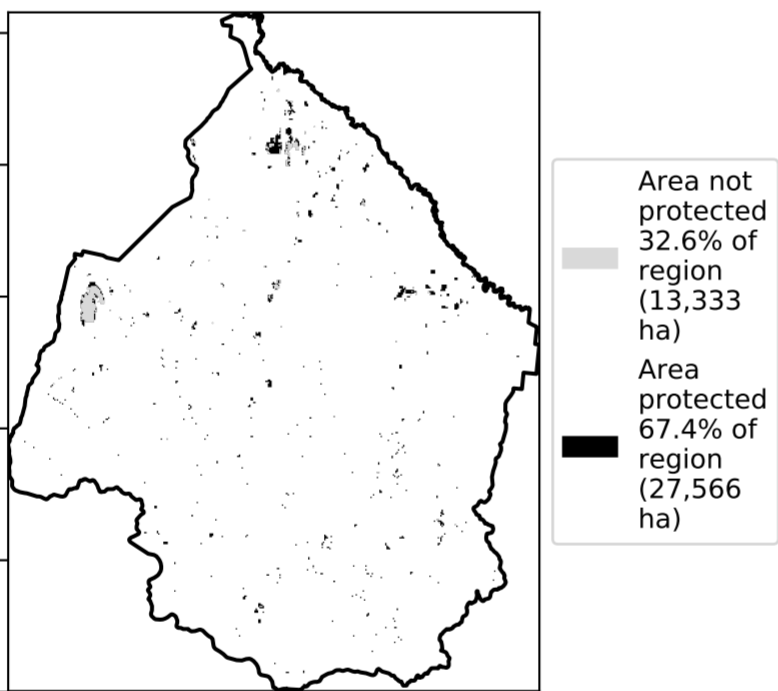 Area not
protected
32.6% of
region
(13,333
ha)
Area
protected
67.4% of
region
(27,566
ha)